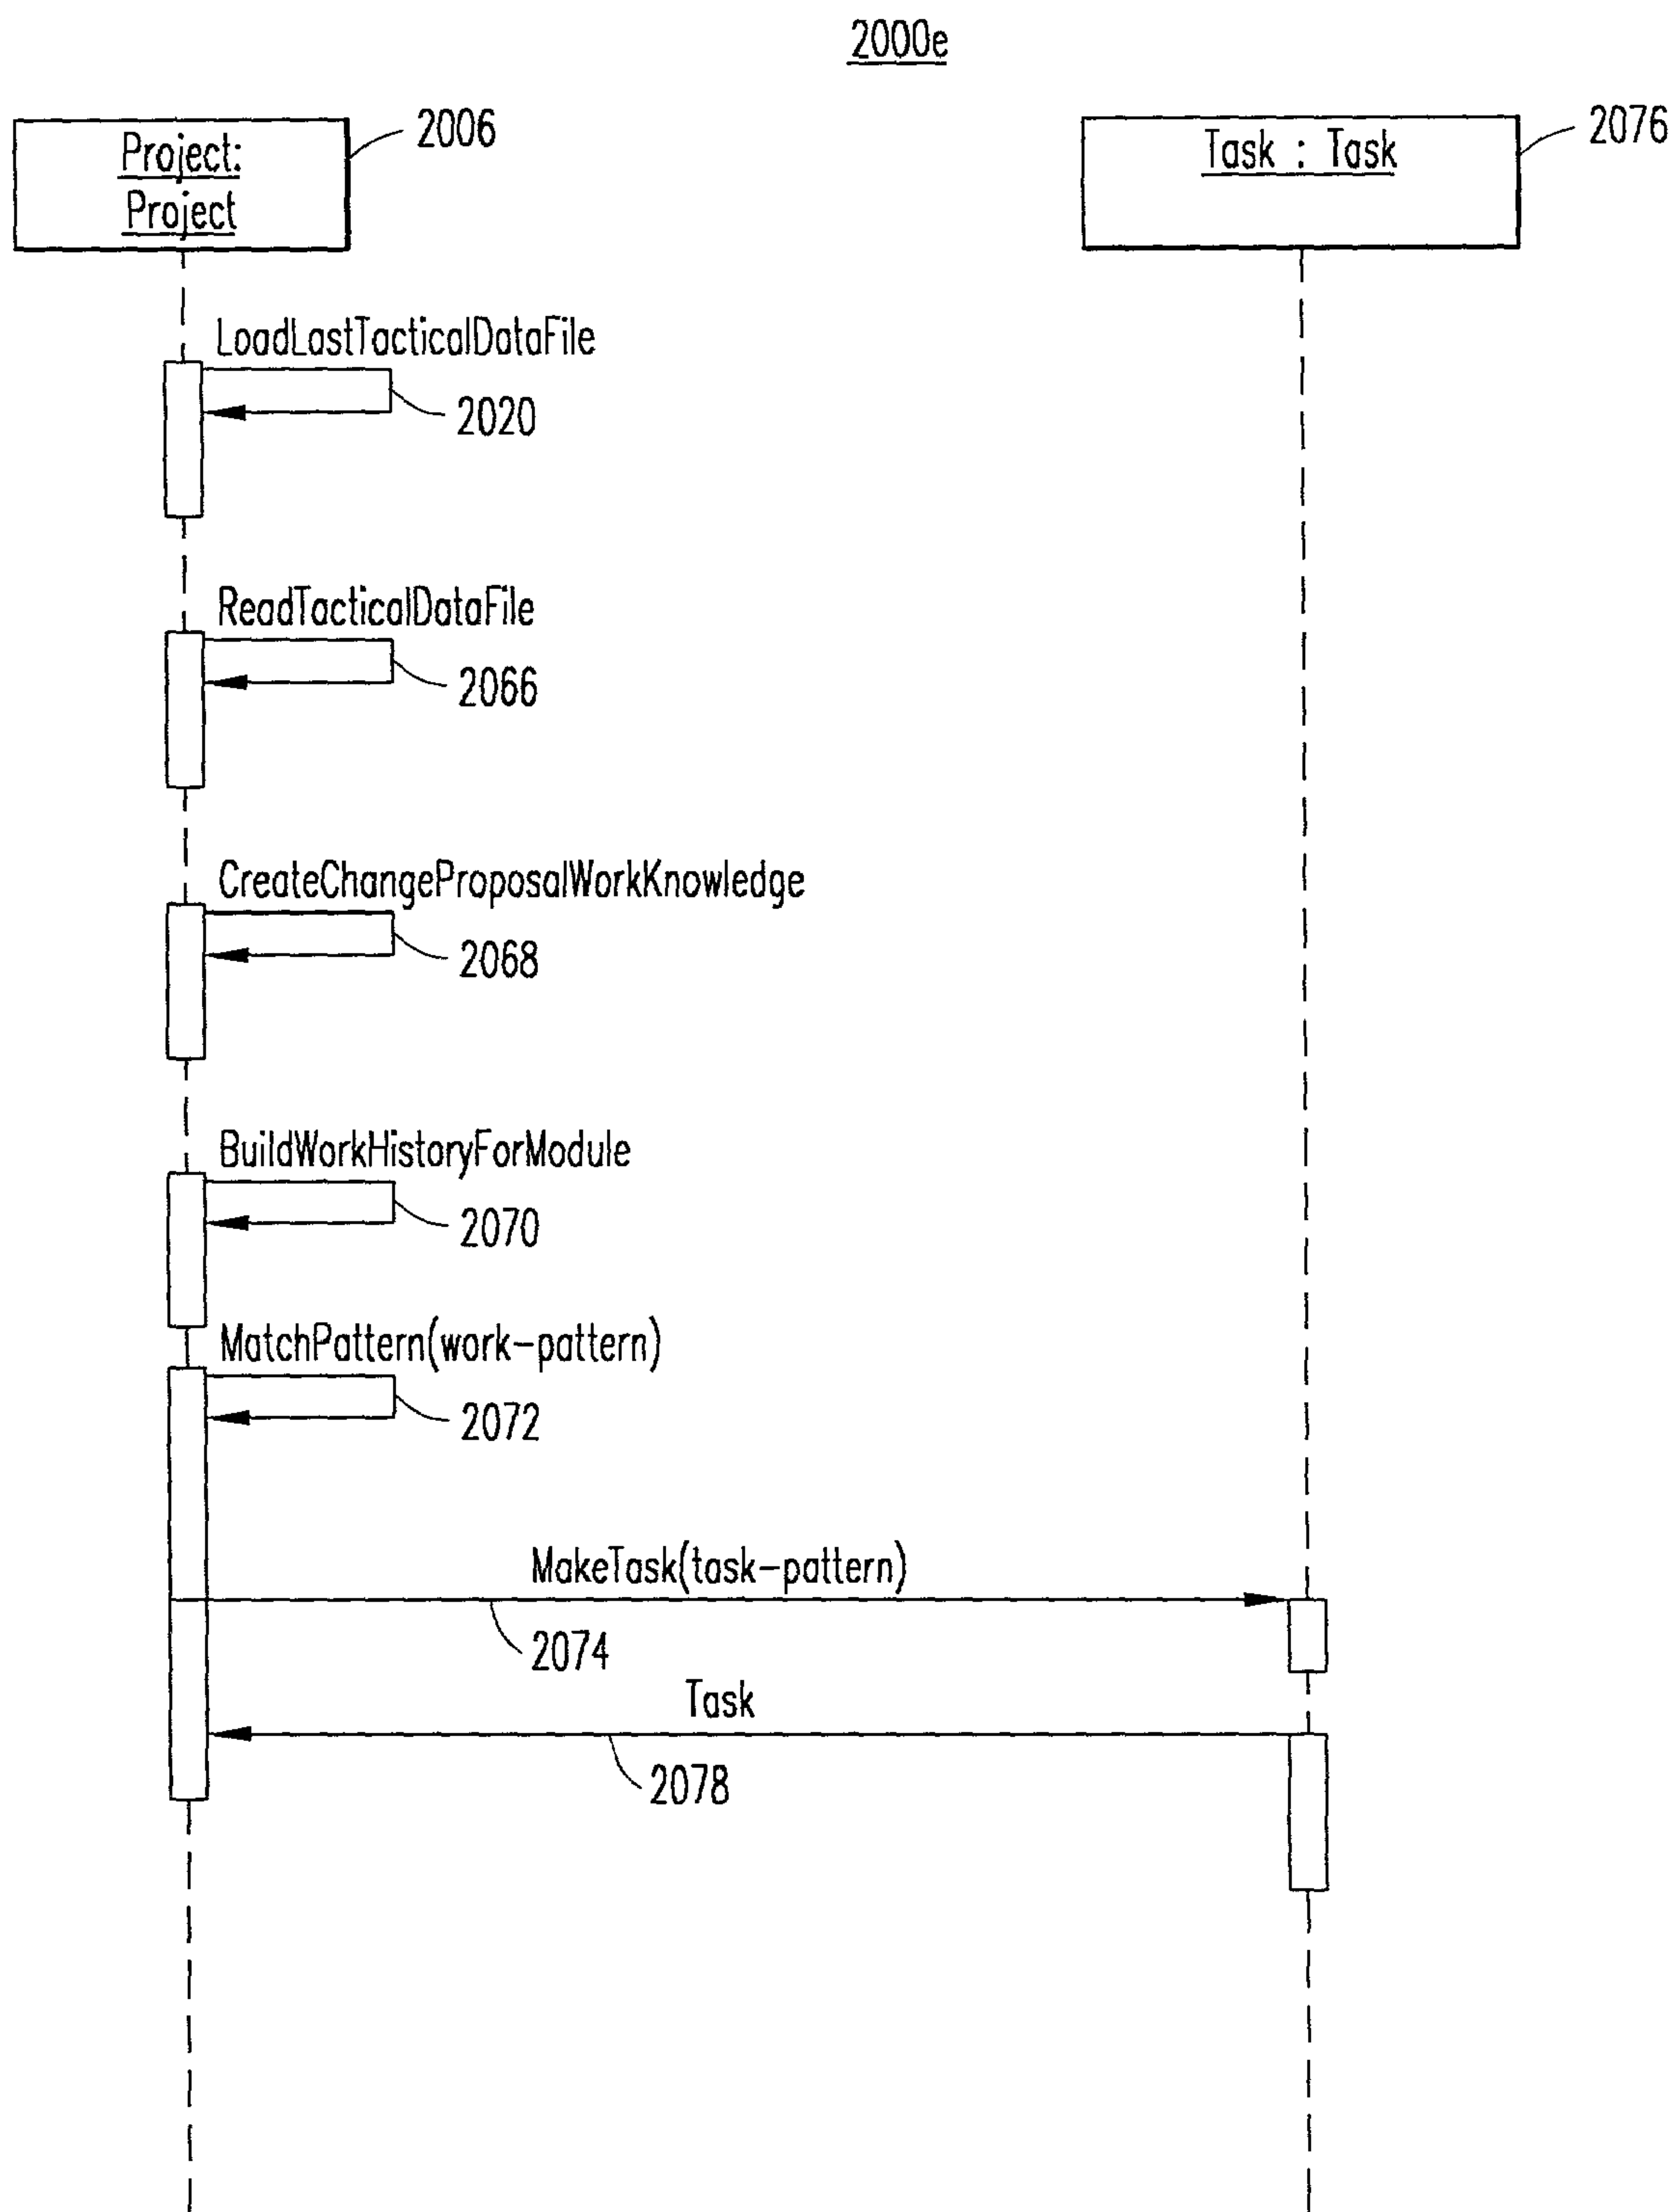 2000e
Project:
Project
2006
Task : Task
2076
LoadLastTacticalDataFile
2020
ReadTacticalDataFile
2066
CreateChangeProposalWorkKnowledge
2068
BuildWorkHistoryForModule
2070
MatchPattern(work-pattern)
2072
MakeTask(task-pattern)
2074
Task
2078